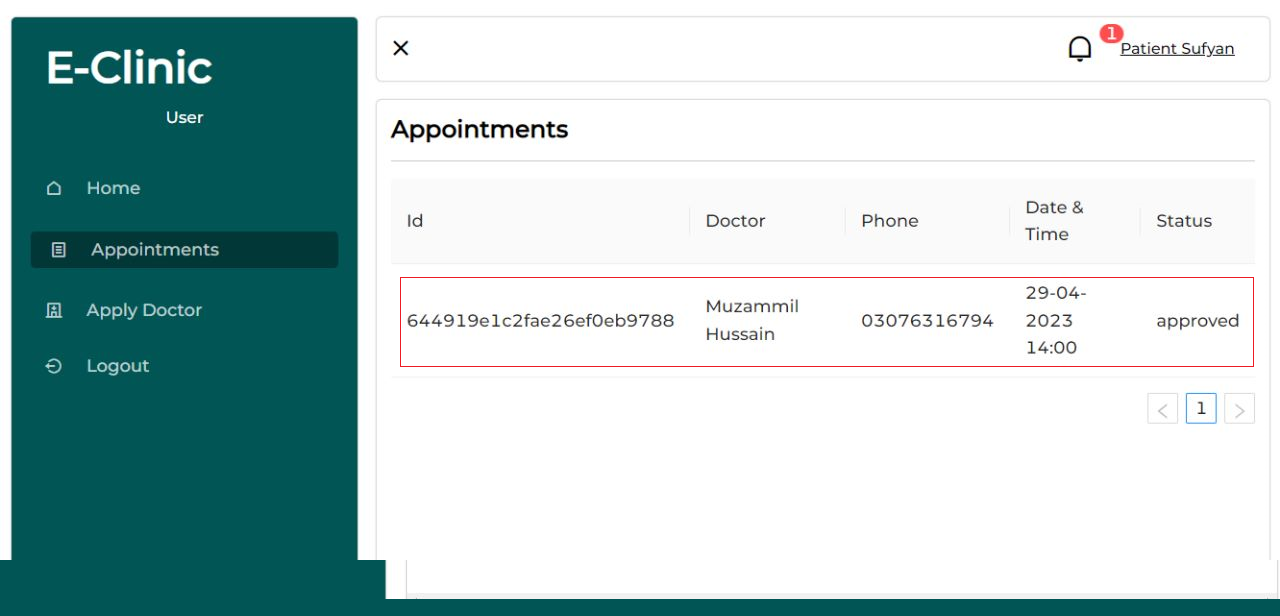 E-Clinic
User
Home
Appointments
Apply Doctor
Logout
1
Patient Sufyan
Appointments
Id
Doctor
Phone
Date &
Time
Status
644919e1c2fae26ef0eb9788
Muzammil
Hussain
03076316794
29-04-
2023
14:00
approved
1